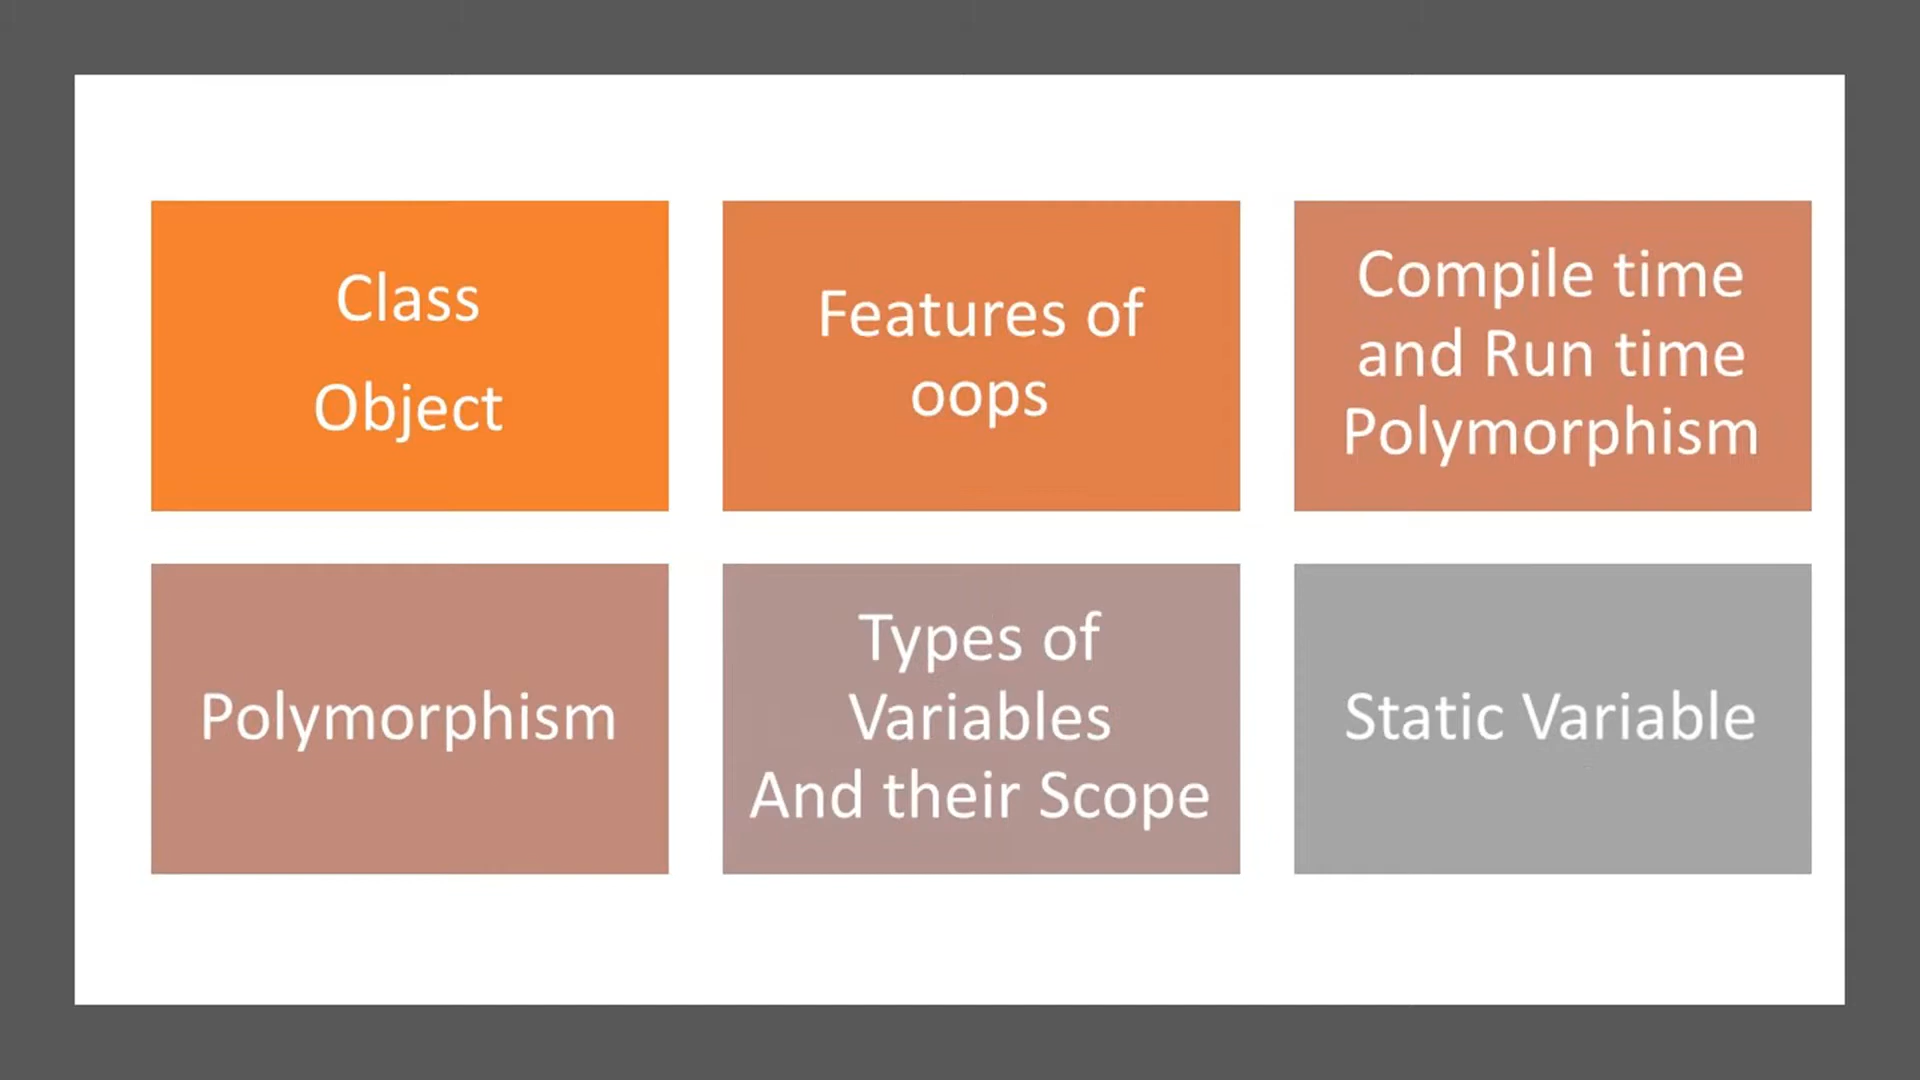 Class
Object
Features of
oops
Compile time
and Run time
Polymorphism
Polymorphism
Types of
Variables
And their Scope
Static Variable